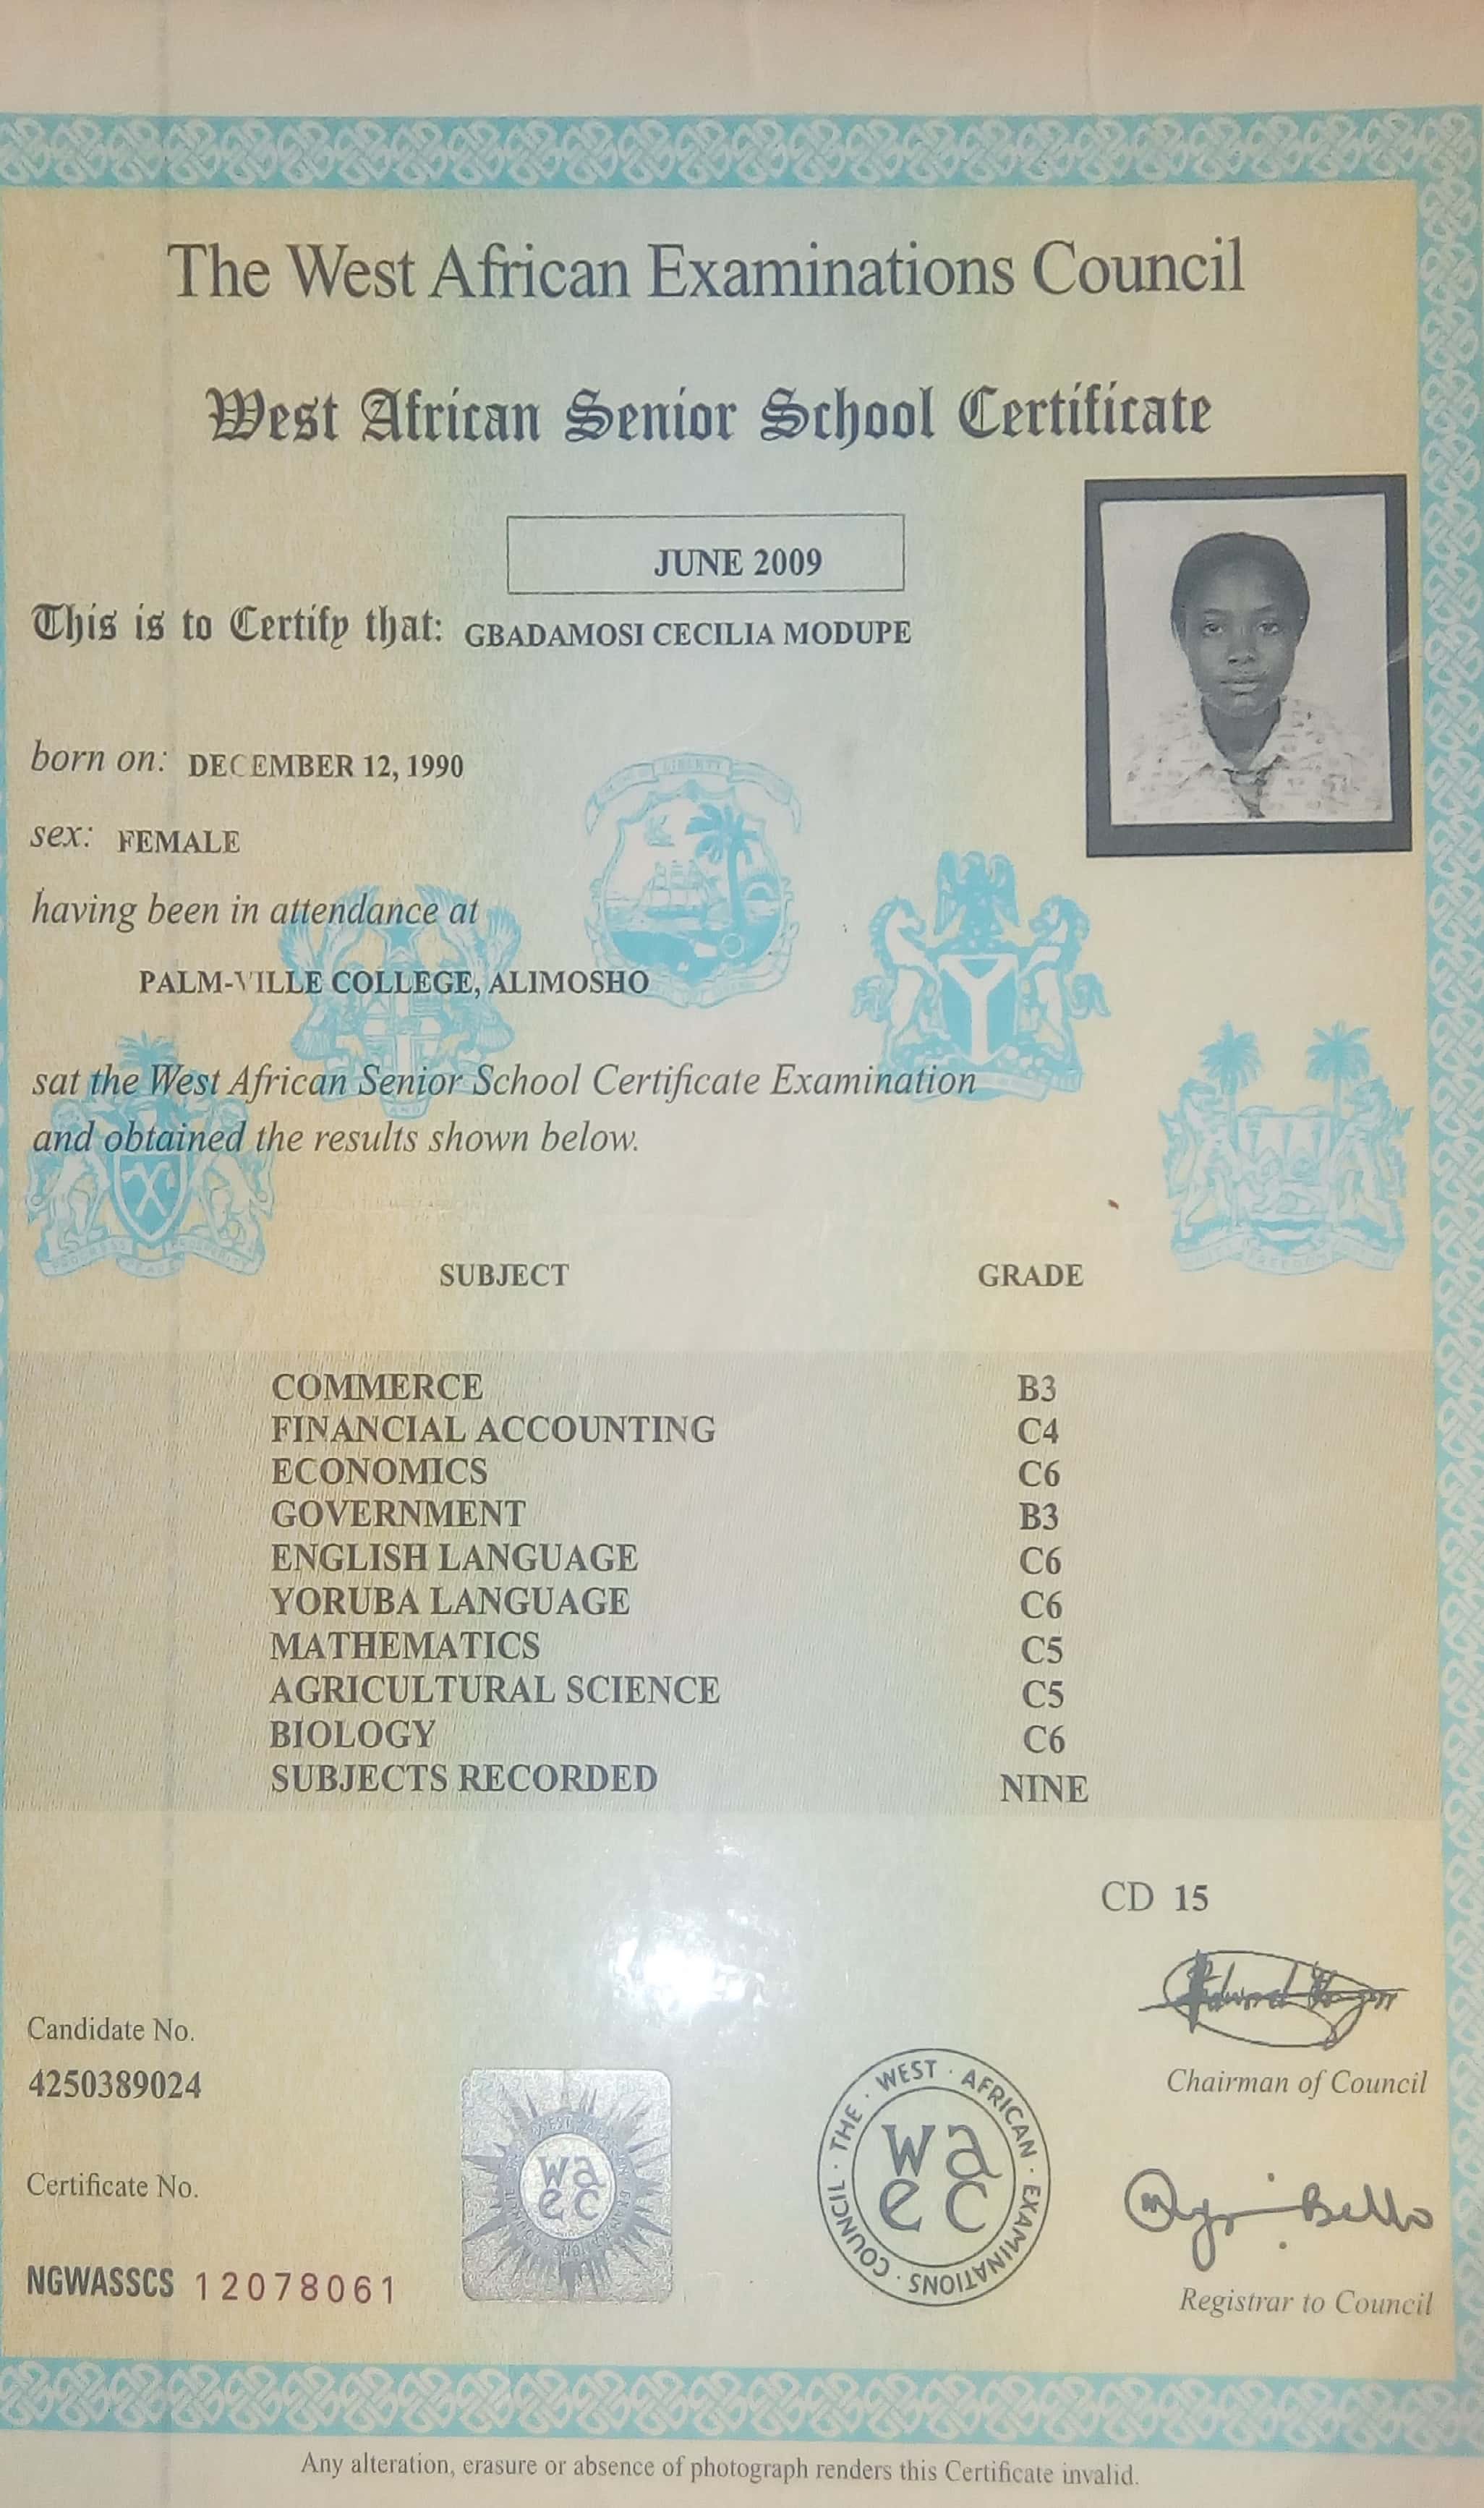 The West African Examinations Council
West African Senior School Certificate
JUNE 2009
This is to Certify that: GBADAMOSI CECILIA MODUPE
born on: DECEMBER 12, 1990
sex: FEMALE
having been in attendance at
PALM-VILLE COLLEGE, ALIMOSHO
sat the West African Senior School Certificate Examination
and obtained the results shown below.
SUBJECT GRADE
COMMERCE B3
FINANCIAL ACCOUNTING C4
ECONOMICS C6
GOVERNMENT B3
ENGLISH LANGUAGE C6
YORUBA LANGUAGE C6
MATHEMATICS C5
AGRICULTURAL SCIENCE C5
BIOLOGY C6
SUBJECTS RECORDED NINE
CD 15
Chairman of Council
Candidate No.
4250389024
Certificate No.
NGWASSCS 12078061
waec
THE · WEST · AFRICAN · EXAMINATIONS · COUNCIL
waec
Bello
Registrar to Council
Any alteration, erasure or absence of photograph renders this Certificate invalid.